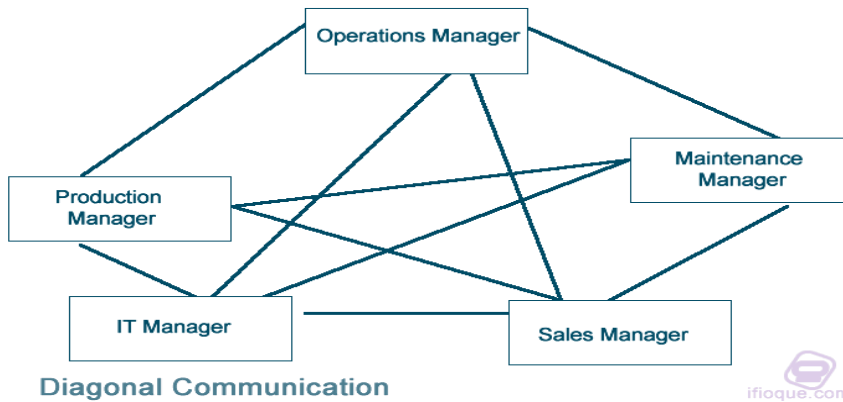 Operations Manager
Maintenance
Manager
Production
Manager
IT Manager
Sales Manager
Diagonal Communication
ifioque.com